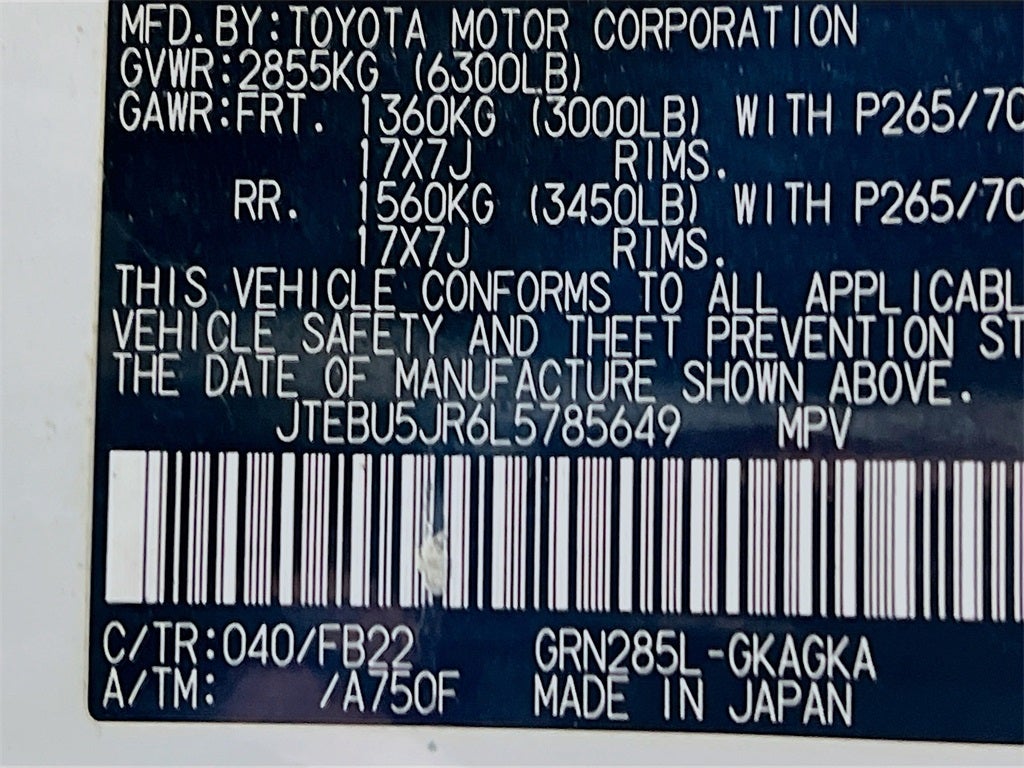 MFD. BY: TOYOTA MOTOR CORPORATION
GVWR: 2855KG (6300LB)
GAWR: FRT. 1360KG (3000LB) WITH P265/70
17X7J RIMS.
RR. 1560KG (3450LB) WITH P265/70
17X7J RIMS.
THIS VEHICLE CONFORMS TO ALL APPLICABL
VEHICLE SAFETY AND THEFT PREVENTION ST
THE DATE OF MANUFACTURE SHOWN ABOVE.
JTEBU5JR6L5785649 MPV
C/TR: 040/FB22 GRN285L-GKAGKA
A/TM: /A750F MADE IN JAPAN